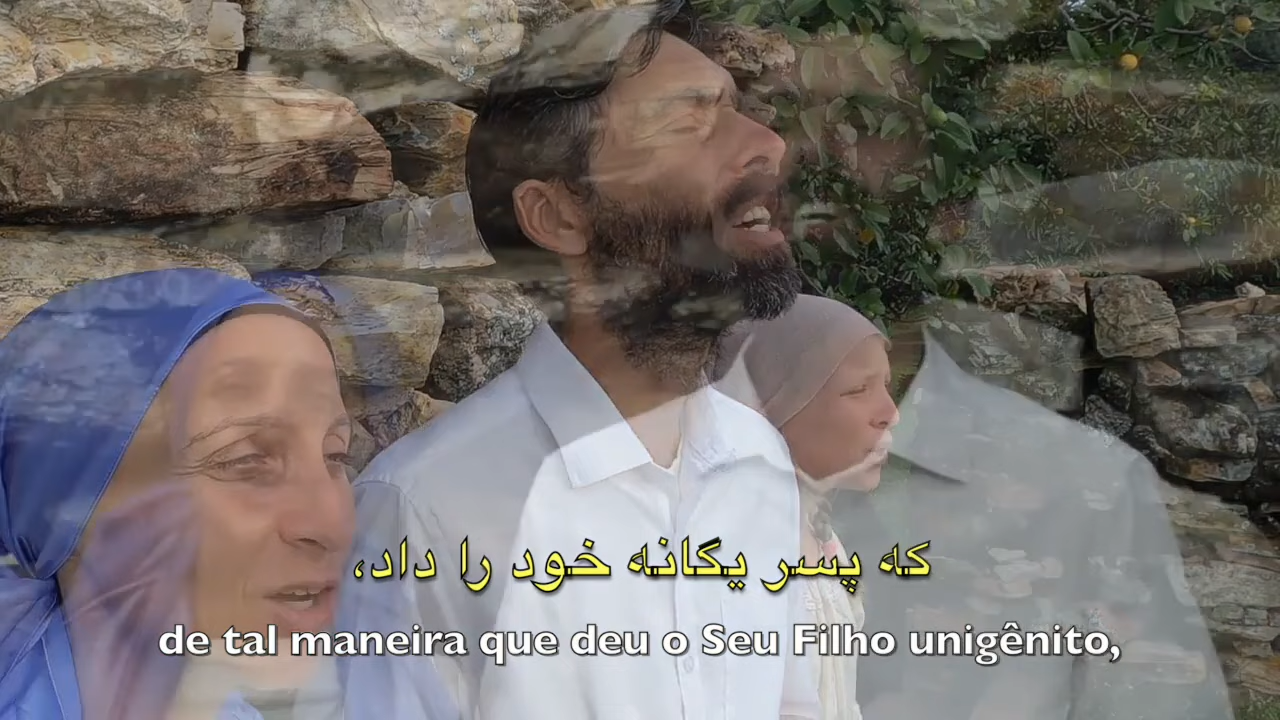 که پسر یگانه خود را داد،
de tal maneira que deu o Seu Filho unigênito,